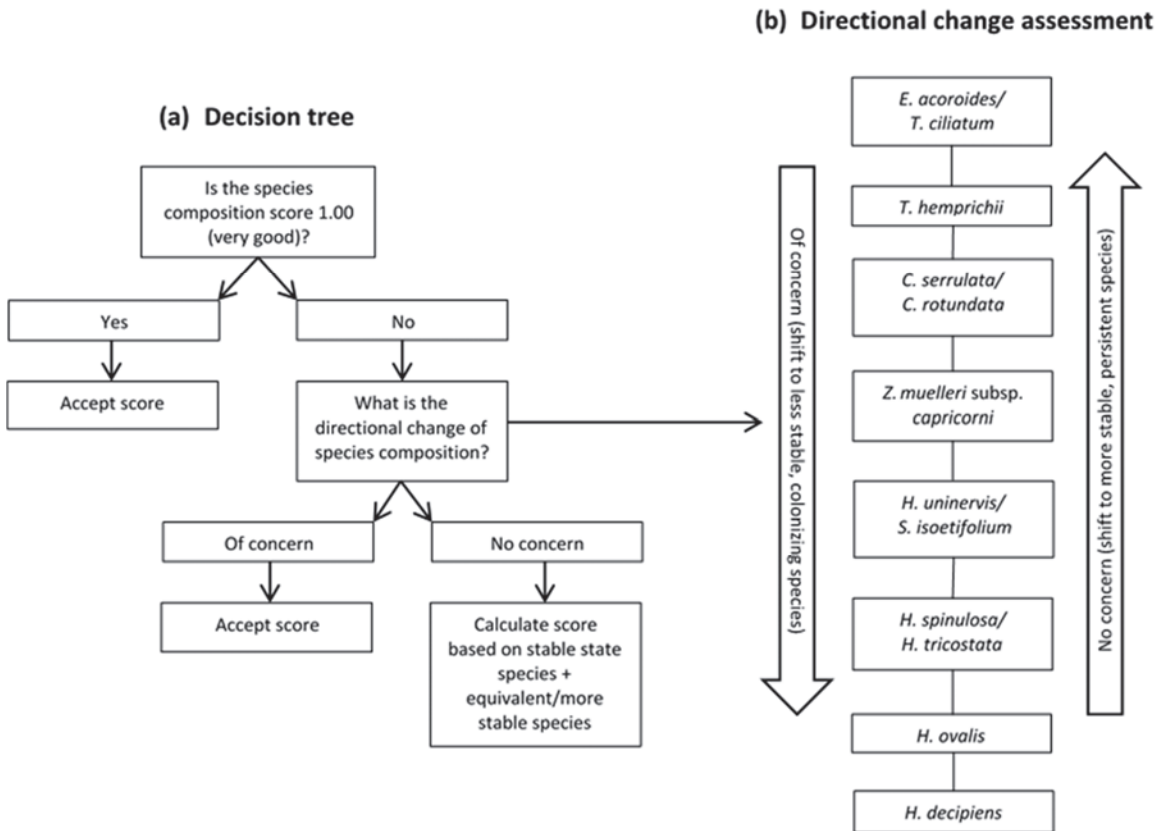 (a) Decision tree
Is the species
composition score 1.00
(very good)?
Yes
No
Accept score
What is the
directional change of
species composition?
Of concern
No concern
Accept score
Calculate score
based on stable state
species +
equivalent/more
stable species
(b) Directional change assessment
Of concern (shift to less stable, colonizing species)
E. acoroides/
T. ciliatum
T. hemprichii
C. serrulata/
C. rotundata
Z. muelleri subsp.
capricorni
H. uninervis/
S. isoetifolium
H. spinulosa/
H. tricostata
H. ovalis
H. decipiens
No concern (shift to more stable, persistent species)